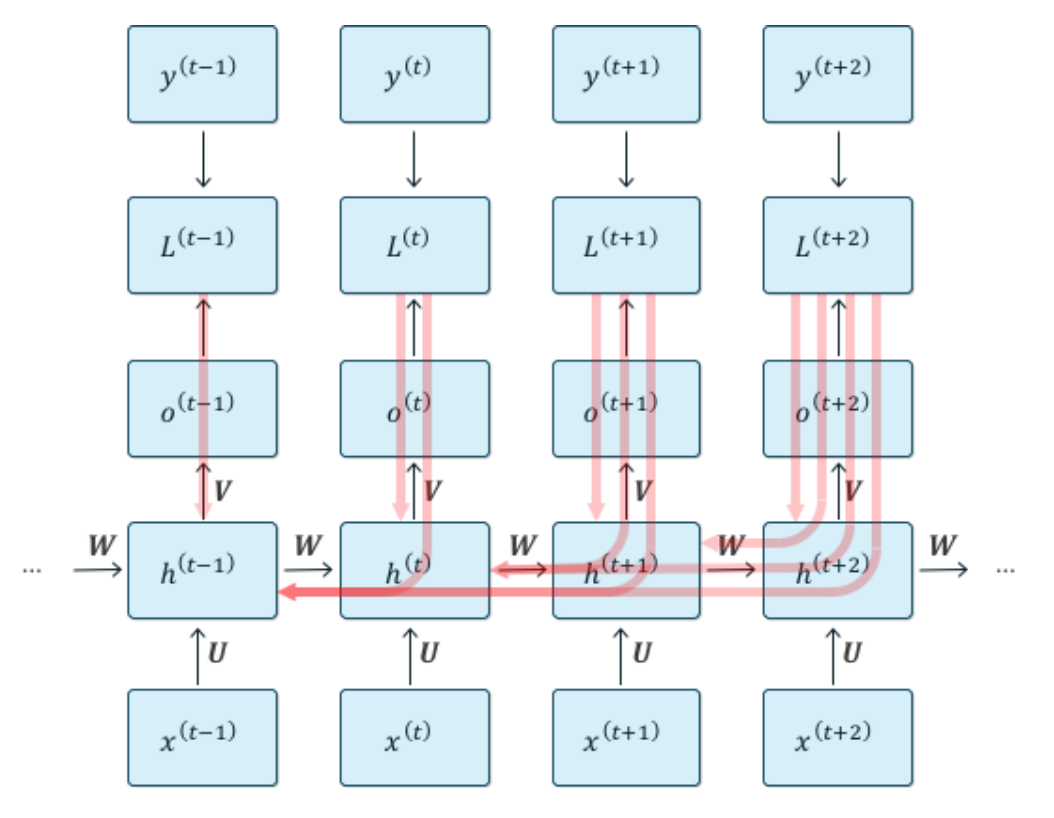 y^(t−1) y^(t) y^(t+1) y^(t+2)
L^(t−1) L^(t) L^(t+1) L^(t+2)
o^(t−1) o^(t) o^(t+1) o^(t+2)
V V V V
W W W W W
... h^(t−1) h^(t) h^(t+1) h^(t+2) ...
U U U U
x^(t−1) x^(t) x^(t+1) x^(t+2)